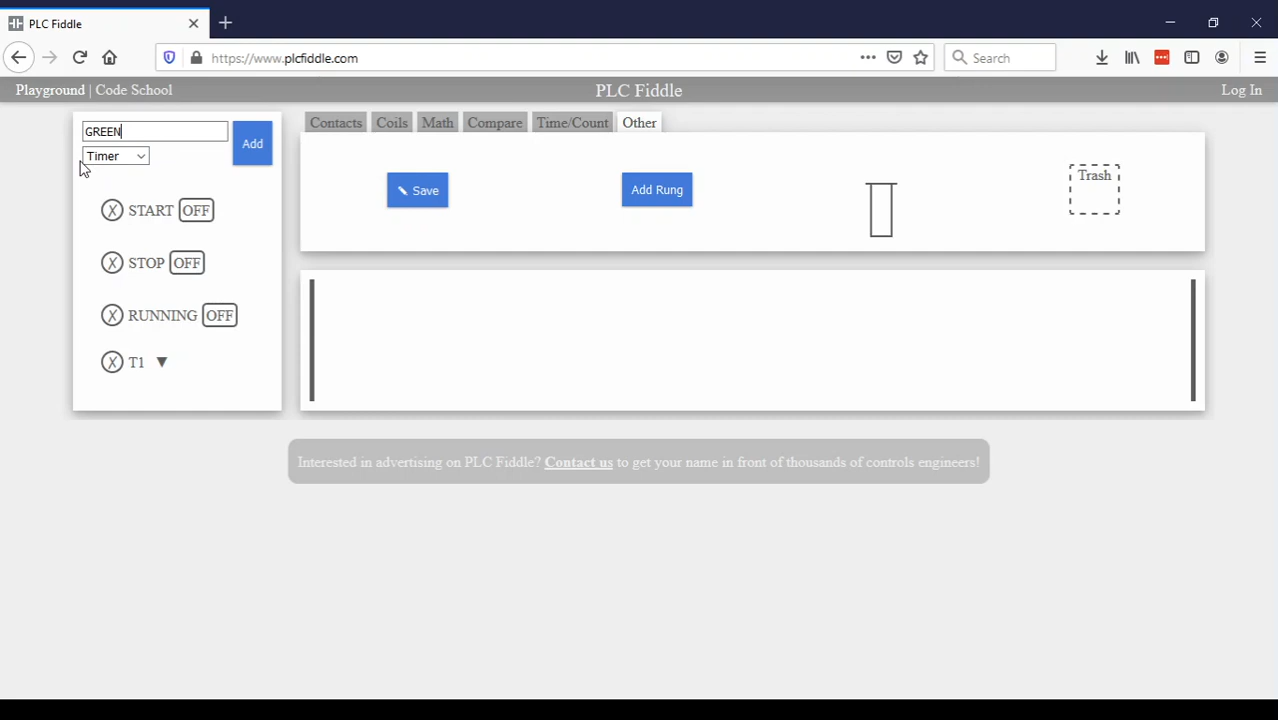 PLC Fiddle
https://www.plcfiddle.com
Search
Playground | Code School
PLC Fiddle
Log In
GREEN
Add
Timer
Contacts
Coils
Math
Compare
Time/Count
Other
Save
Add Rung
Trash
X START OFF
X STOP OFF
X RUNNING OFF
X T1
Interested in advertising on PLC Fiddle? Contact us to get your name in front of thousands of controls engineers!